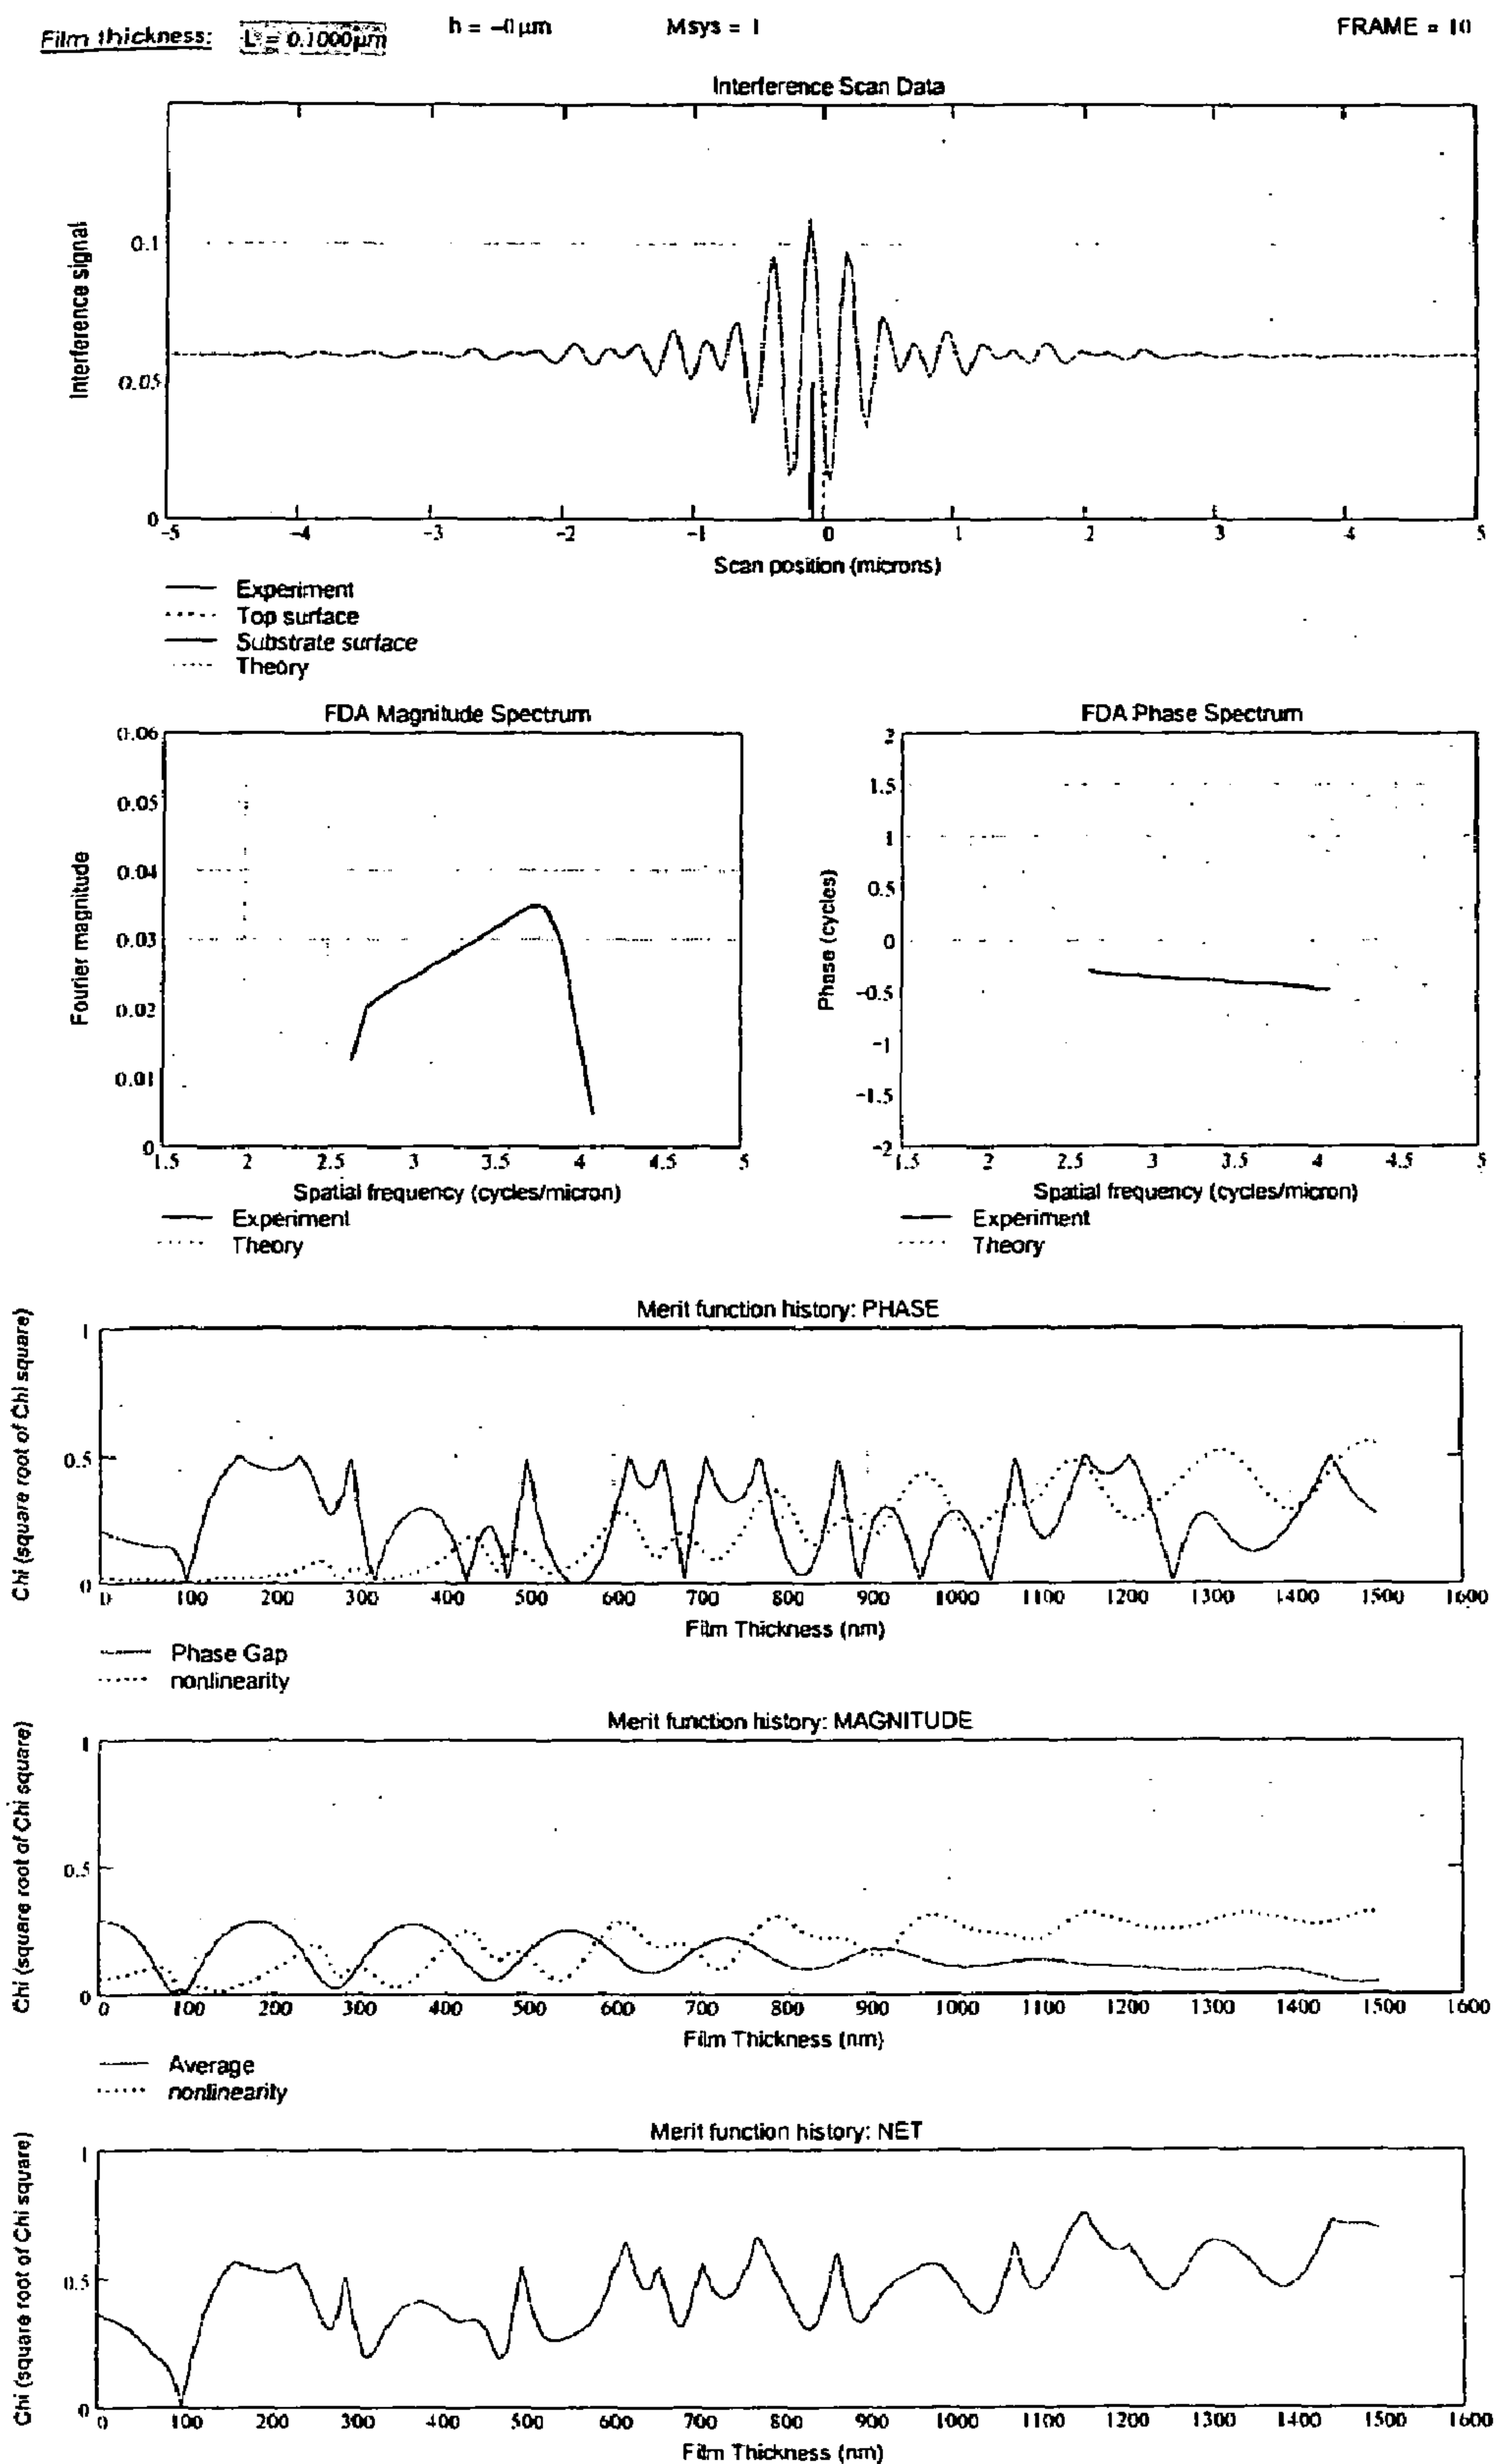 Film thickness: L = 0.1000μm h = -0 μm Msys = 1 FRAME = 10
Interference Scan Data
Interference signal
0.1
0.05
0
-5 -4 -3 -2 -1 0 1 2 3 4 5
Scan position (microns)
Experiment
Top surface
Substrate surface
Theory
FDA Magnitude Spectrum
Fourier magnitude
0.06
0.05
0.04
0.03
0.02
0.01
0
1.5 2 2.5 3 3.5 4 4.5 5
Spatial frequency (cycles/micron)
Experiment
Theory
FDA Phase Spectrum
Phase (cycles)
2
1.5
1
0.5
0
-0.5
-1
-1.5
-2
1.5 2 2.5 3 3.5 4 4.5 5
Spatial frequency (cycles/micron)
Experiment
Theory
Merit function history: PHASE
Chi (square root of Chi square)
1
0.5
0
0 100 200 300 400 500 600 700 800 900 1000 1100 1200 1300 1400 1500 1600
Film Thickness (nm)
Phase Gap
nonlinearity
Merit function history: MAGNITUDE
Chi (square root of Chi square)
1
0.5
0
0 100 200 300 400 500 600 700 800 900 1000 1100 1200 1300 1400 1500 1600
Film Thickness (nm)
Average
nonlinearity
Merit function history: NET
Chi (square root of Chi square)
1
0.5
0
0 100 200 300 400 500 600 700 800 900 1000 1100 1200 1300 1400 1500 1600
Film Thickness (nm)